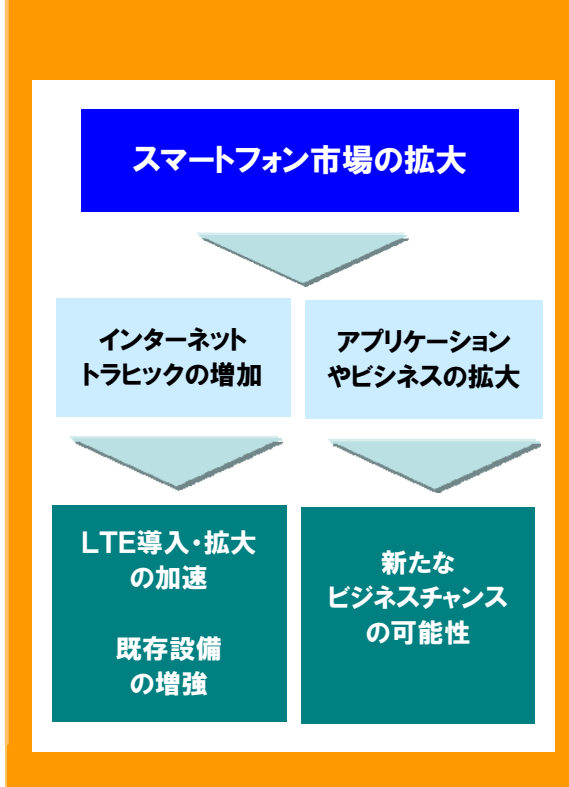 スマートフォン市場の拡大
インターネット
トラヒックの増加
アプリケーション
やビシネスの拡大
LTE導入・拡大
の加速
既存設備
の増強
新たな
ビジネスチャンス
の可能性